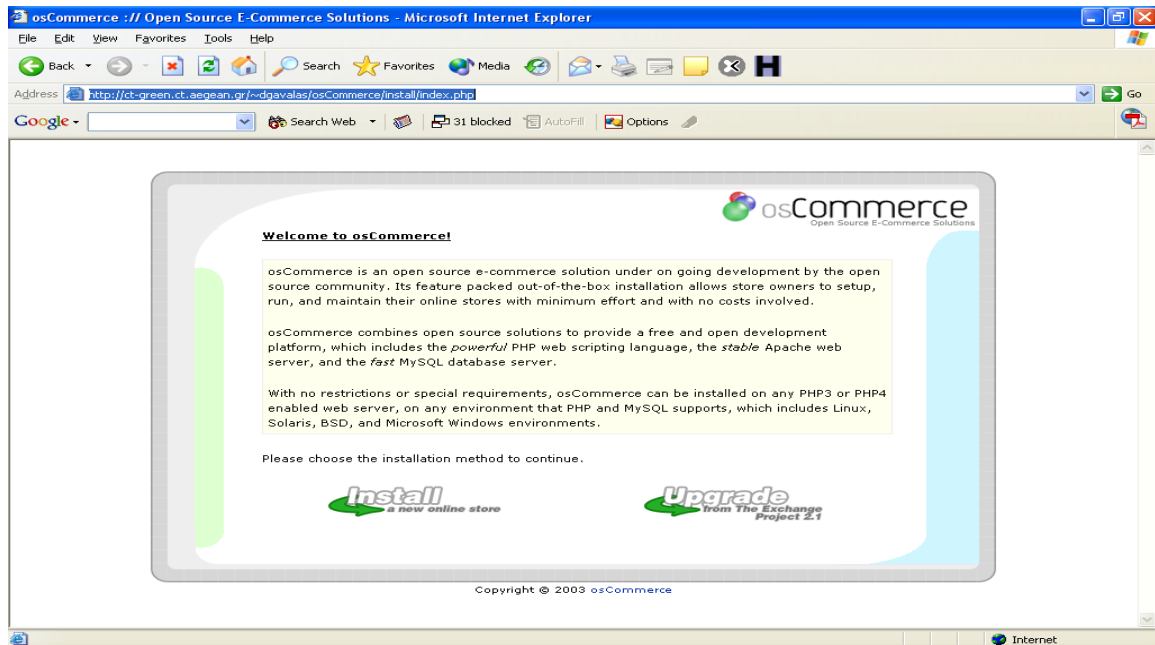 osCommerce :// Open Source E-Commerce Solutions - Microsoft Internet Explorer
File Edit View Favorites Tools Help
Back Search Favorites Media H
Address http://ct-green.ct.aegean.gr/~dgavalas/osCommerce/install/index.php Go
Google Search Web 31 blocked AutoFill Options
osCommerce
Open Source E-Commerce Solutions
Welcome to osCommerce!
osCommerce is an open source e-commerce solution under on going development by the open
source community. Its feature packed out-of-the-box installation allows store owners to setup,
run, and maintain their online stores with minimum effort and with no costs involved.
osCommerce combines open source solutions to provide a free and open development
platform, which includes the powerful PHP web scripting language, the stable Apache web
server, and the fast MySQL database server.
With no restrictions or special requirements, osCommerce can be installed on any PHP3 or PHP4
enabled web server, on any environment that PHP and MySQL supports, which includes Linux,
Solaris, BSD, and Microsoft Windows environments.
Please choose the installation method to continue.
Install
a new online store
Upgrade
from The Exchange
Project 2.1
Copyright © 2003 osCommerce
Internet